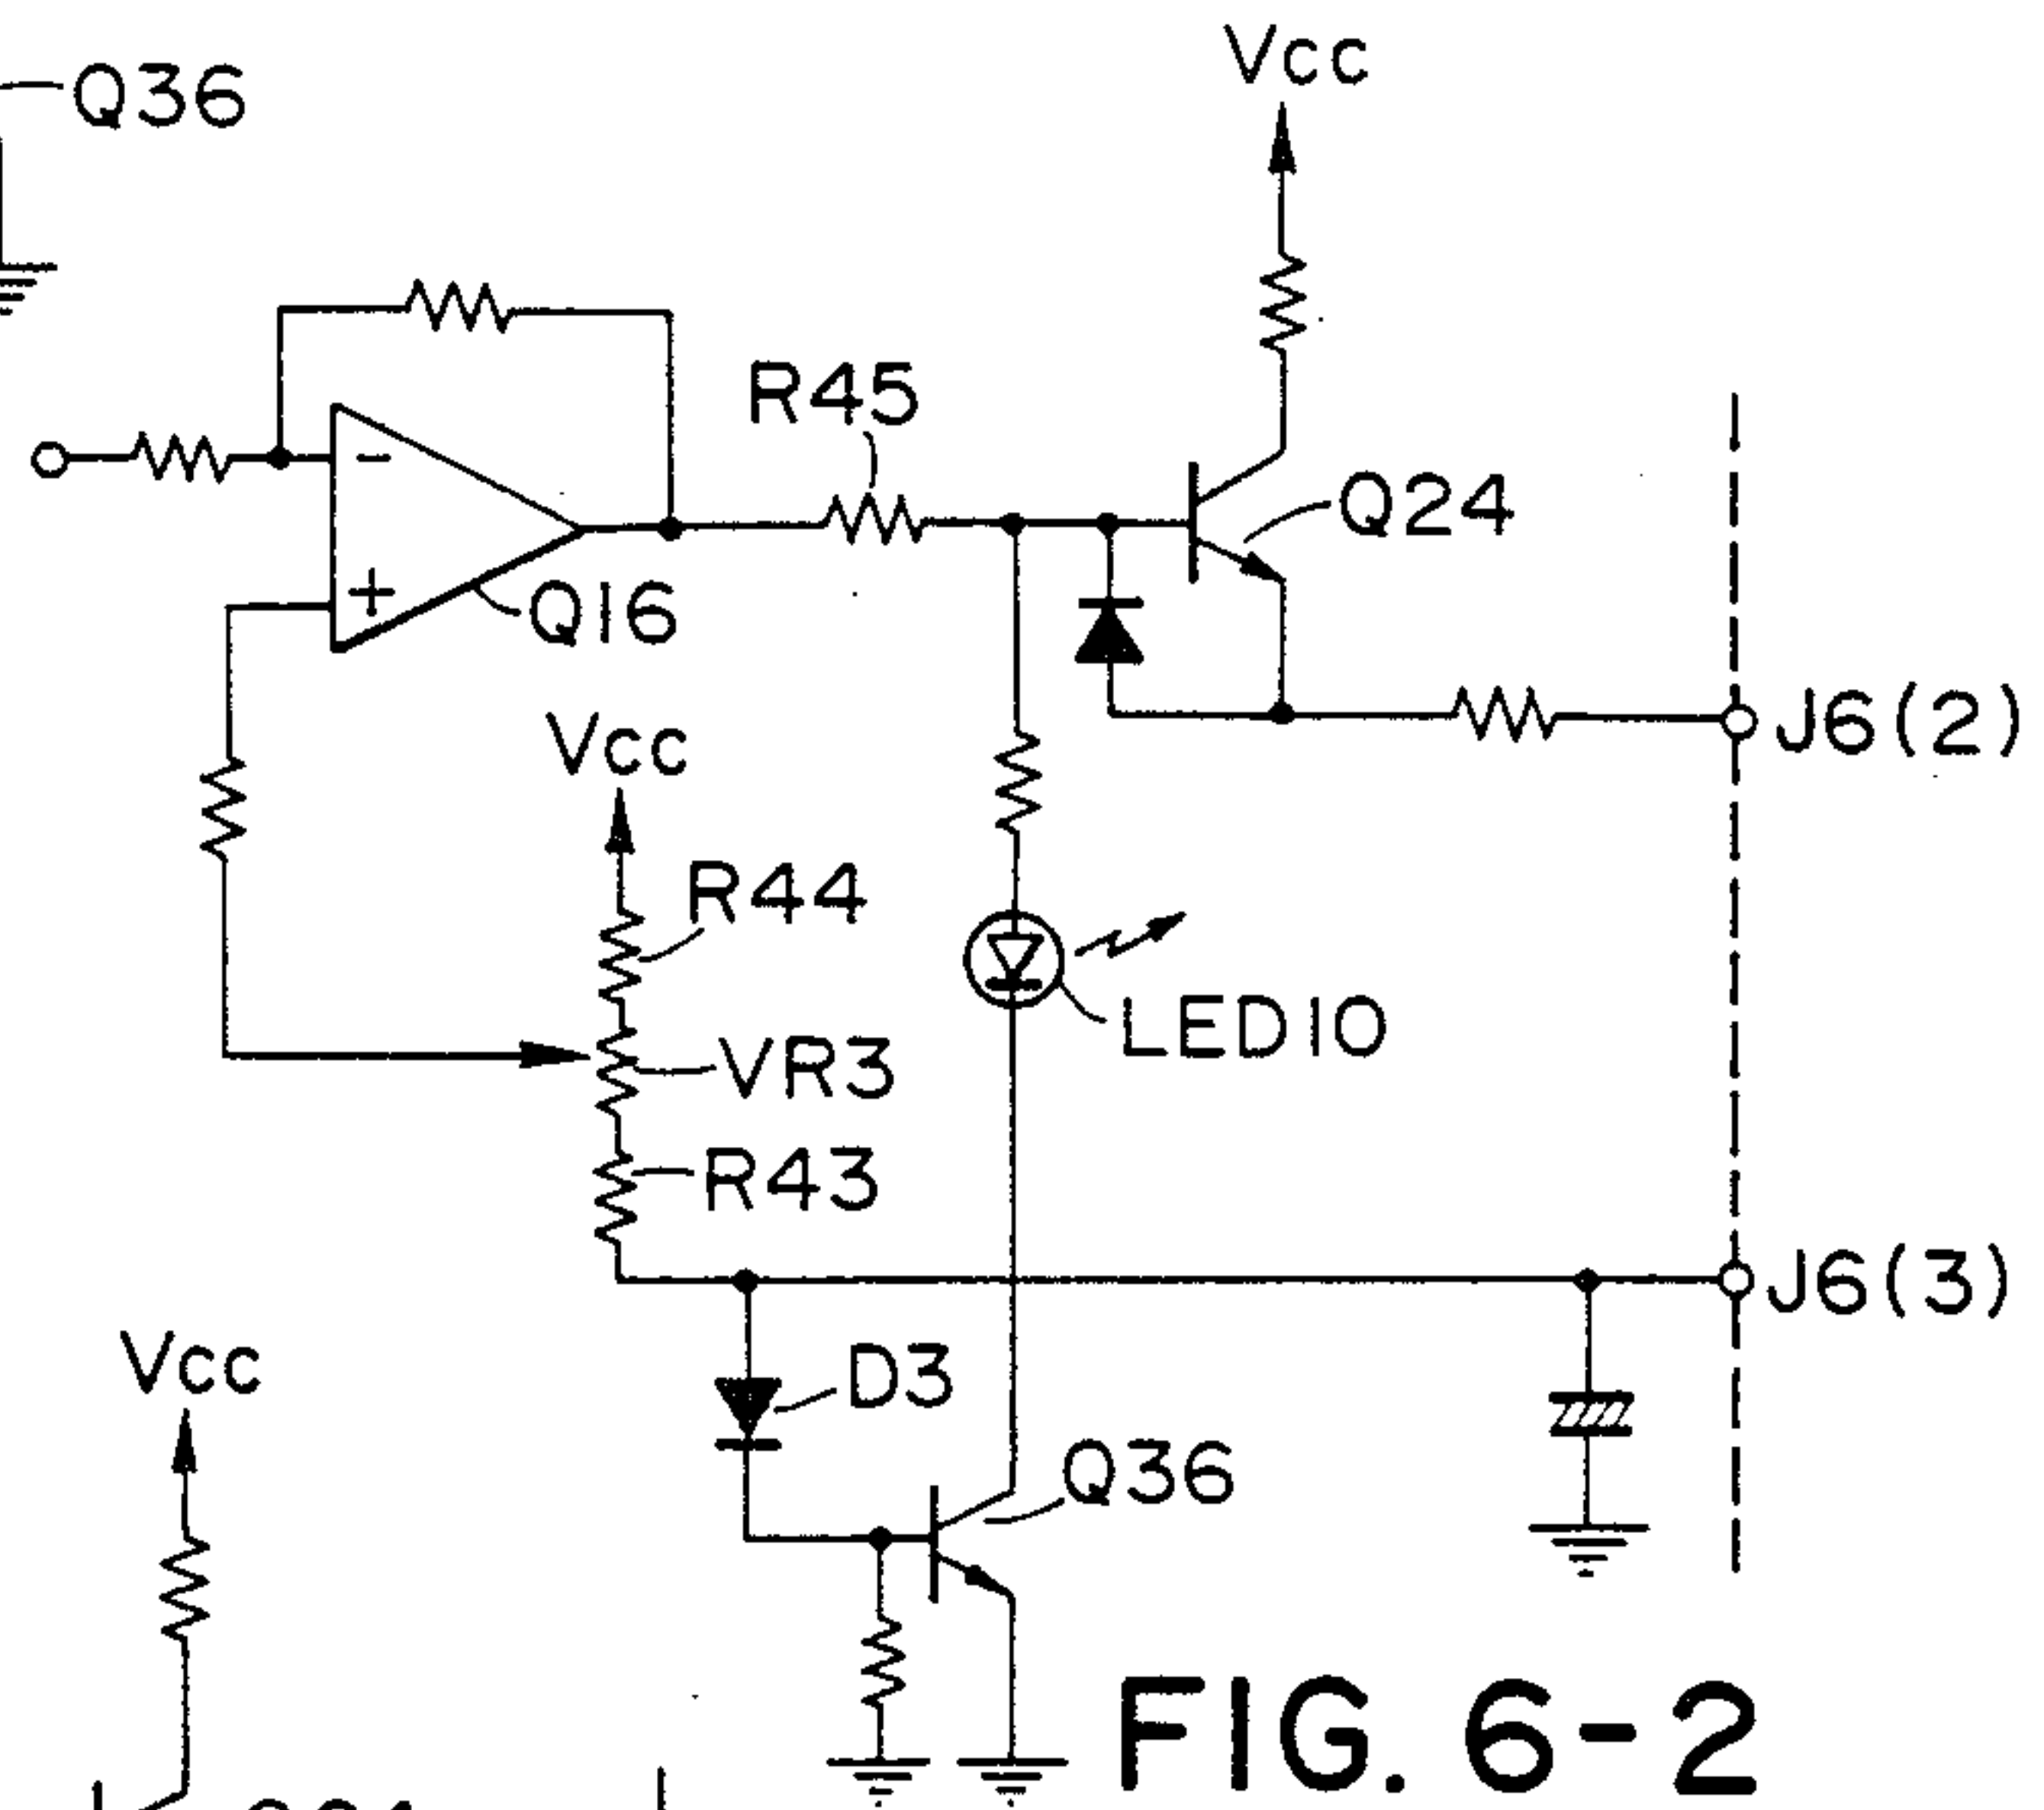 Vcc
Q36
R45
Q24
-
+
Q16
J6(2)
Vcc
R44
LED10
VR3
R43
J6(3)
Vcc
D3
Q36
FIG. 6-2